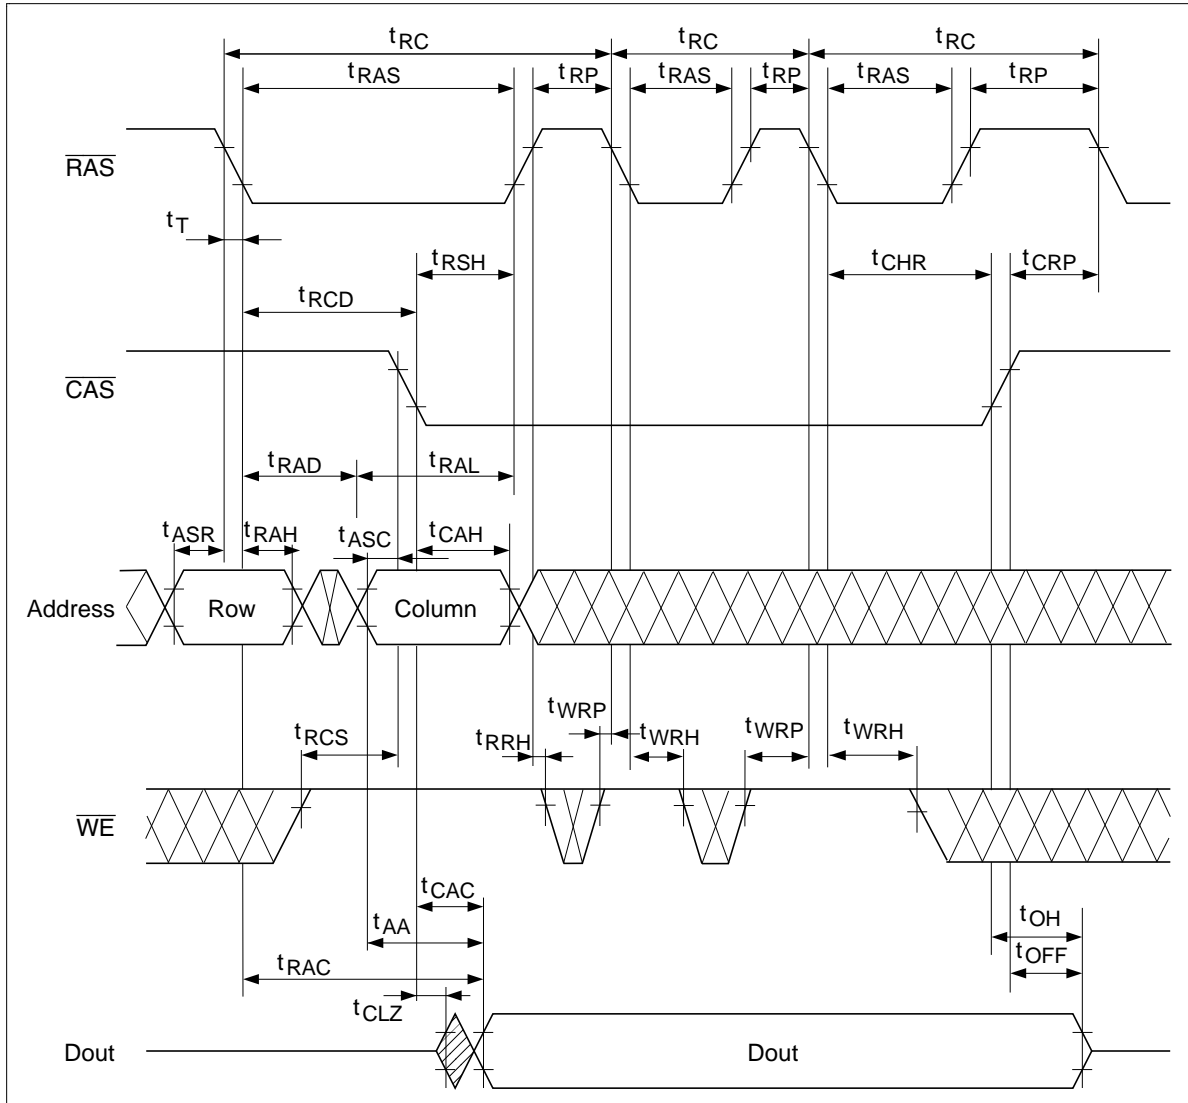 tRC tRC tRC
tRAS tRP tRAS tRP tRAS tRP
RAS
tT
tRSH tCHR tCRP
tRCD
CAS
tRAD tRAL
tASR tRAH tASC tCAH
Address Row Column
tWRP
tRCS tRRH tWRH tWRP tWRH
WE
tCAC
tAA tOH
tRAC tOFF
tCLZ
Dout Dout